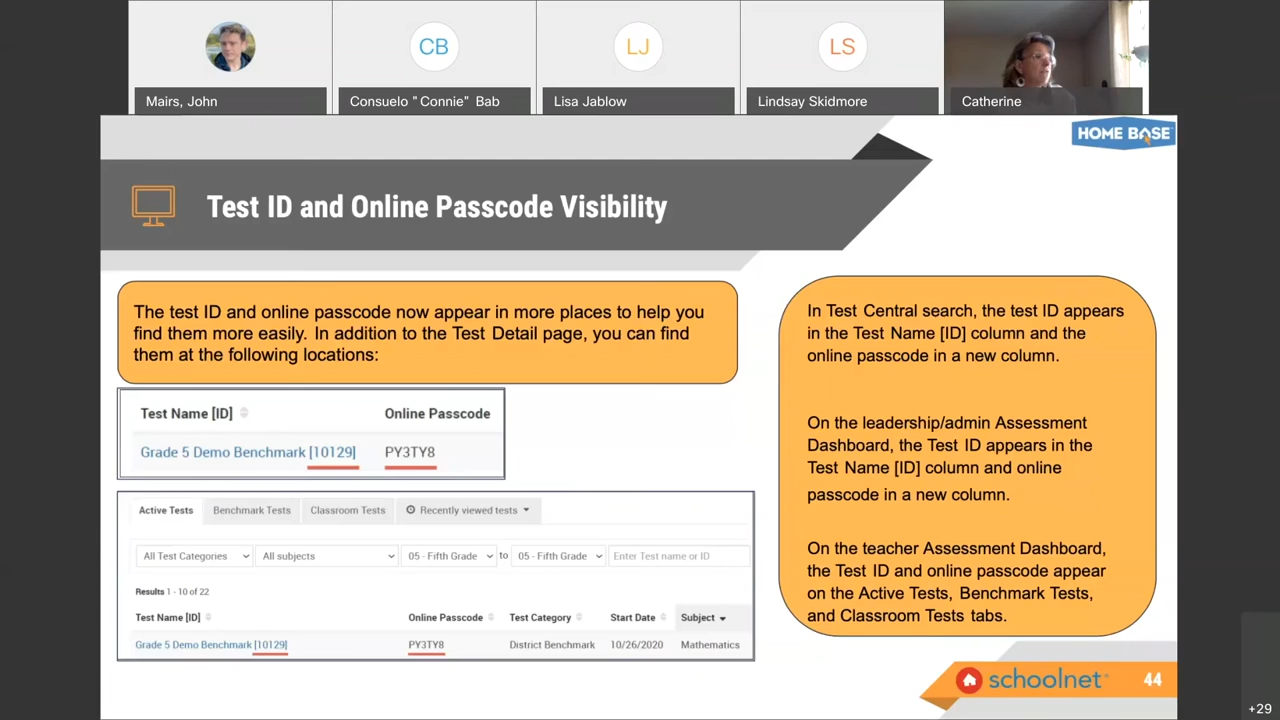 CB
LJ
LS
Mairs, John
Consuelo "Connie" Bab
Lisa Jablow
Lindsay Skidmore
Catherine
HOME BASE
Test ID and Online Passcode Visibility
The test ID and online passcode now appear in more places to help you
find them more easily. In addition to the Test Detail page, you can find
them at the following locations:
Test Name [ID] Online Passcode
Grade 5 Demo Benchmark [10129] PY3TY8
Active Tests Benchmark Tests Classroom Tests Recently viewed tests
All Test Categories All subjects 05 - Fifth Grade to 05 - Fifth Grade Enter Test name or ID
Results 1 - 10 of 22
Test Name [ID] Online Passcode Test Category Start Date Subject
Grade 5 Demo Benchmark [10129] PY3TY8 District Benchmark 10/26/2020 Mathematics
In Test Central search, the test ID appears
in the Test Name [ID] column and the
online passcode in a new column.
On the leadership/admin Assessment
Dashboard, the Test ID appears in the
Test Name [ID] column and online
passcode in a new column.
On the teacher Assessment Dashboard,
the Test ID and online passcode appear
on the Active Tests, Benchmark Tests,
and Classroom Tests tabs.
schoolnet 44
+29